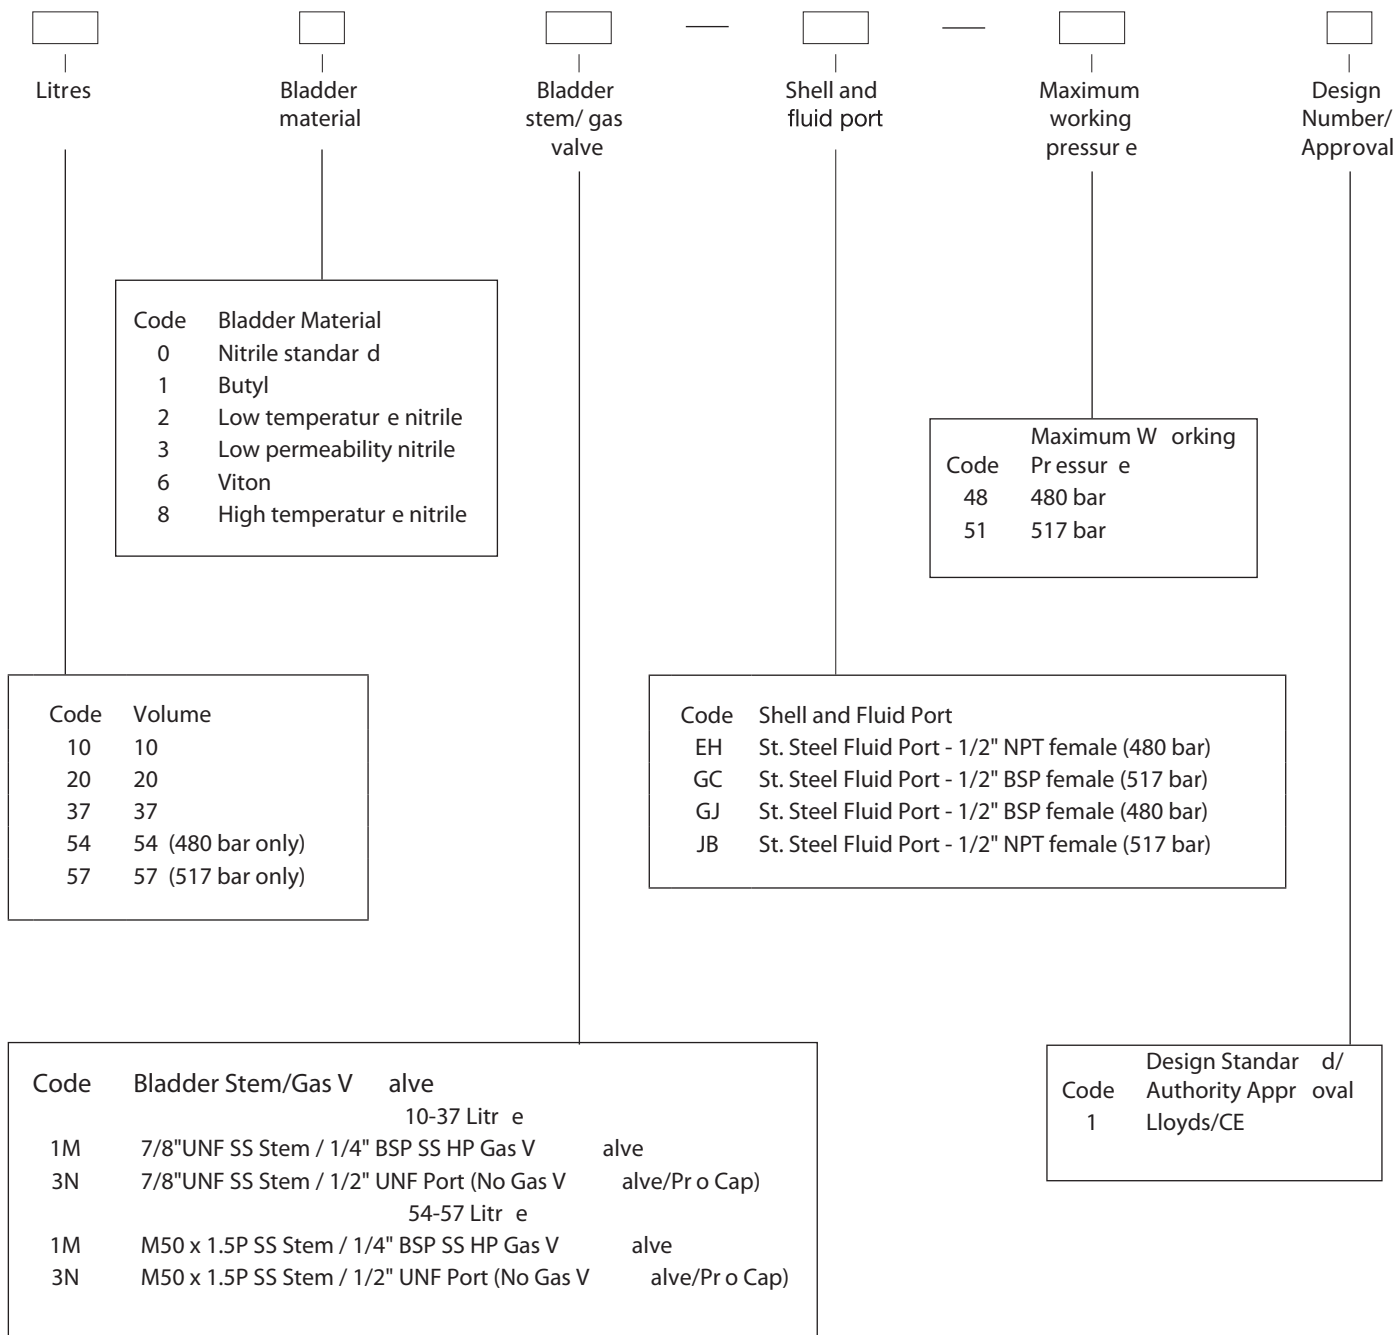 Litres
Bladder
material
Bladder
stem/ gas
valve
Shell and
fluid port
Maximum
working
pressur e
Design
Number/
Approval
Code Bladder Material
0 Nitrile standar d
1 Butyl
2 Low temperatur e nitrile
3 Low permeability nitrile
6 Viton
8 High temperatur e nitrile
Maximum W orking
Code Pr essur e
48 480 bar
51 517 bar
Code Volume
10 10
20 20
37 37
54 54 (480 bar only)
57 57 (517 bar only)
Code Shell and Fluid Port
EH St. Steel Fluid Port - 1/2" NPT female (480 bar)
GC St. Steel Fluid Port - 1/2" BSP female (517 bar)
GJ St. Steel Fluid Port - 1/2" BSP female (480 bar)
JB St. Steel Fluid Port - 1/2" NPT female (517 bar)
Code Bladder Stem/Gas V alve
10-37 Litr e
1M 7/8"UNF SS Stem / 1/4" BSP SS HP Gas V alve
3N 7/8"UNF SS Stem / 1/2" UNF Port (No Gas V alve/Pr o Cap)
54-57 Litr e
1M M50 x 1.5P SS Stem / 1/4" BSP SS HP Gas V alve
3N M50 x 1.5P SS Stem / 1/2" UNF Port (No Gas V alve/Pr o Cap)
Design Standar d/
Code Authority Appr oval
1 Lloyds/CE